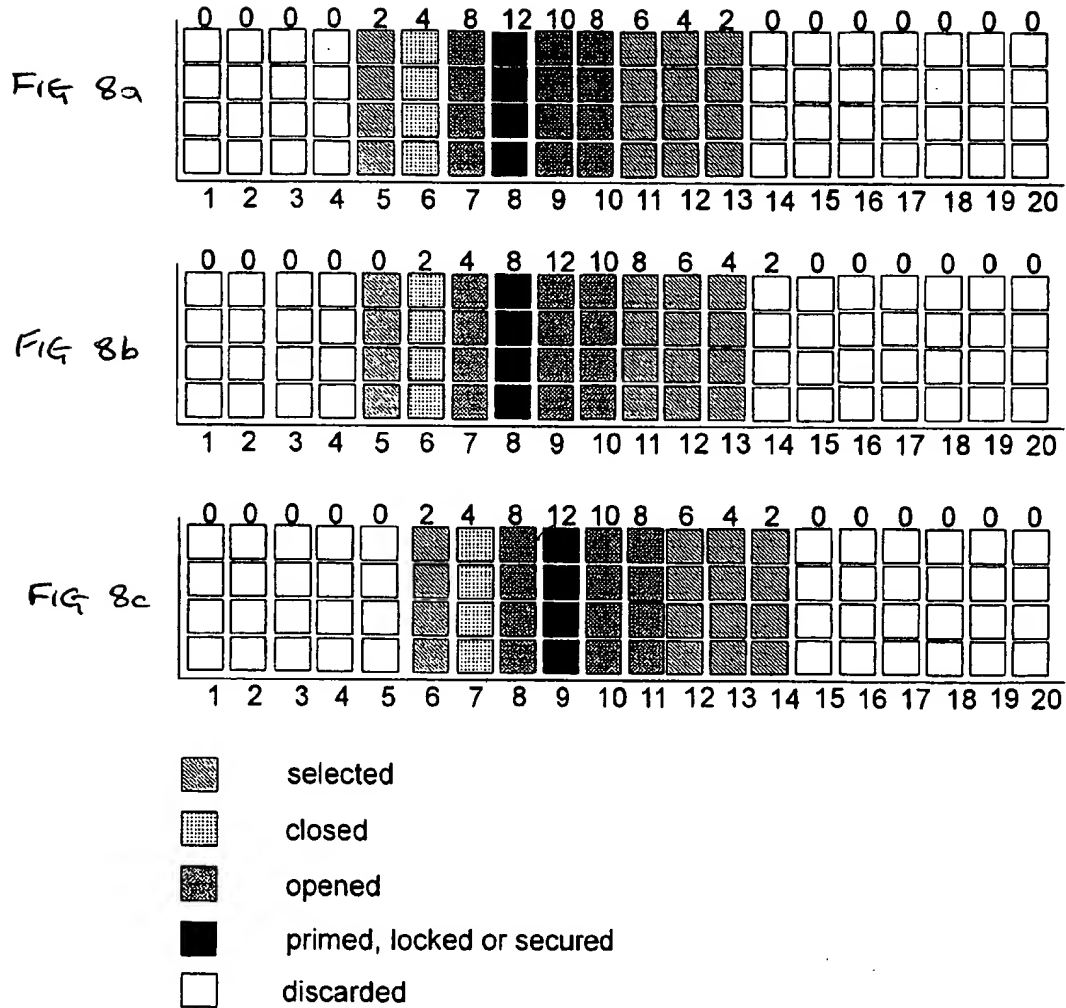 0 0 0 0 2 4 8 12 10 8 6 4 2 0 0 0 0 0 0 0
FIG 8a
1 2 3 4 5 6 7 8 9 10 11 12 13 14 15 16 17 18 19 20
0 0 0 0 0 2 4 8 12 10 8 6 4 2 0 0 0 0 0 0
FIG 8b
1 2 3 4 5 6 7 8 9 10 11 12 13 14 15 16 17 18 19 20
0 0 0 0 0 2 4 8 12 10 8 6 4 2 0 0 0 0 0 0
FIG 8c
1 2 3 4 5 6 7 8 9 10 11 12 13 14 15 16 17 18 19 20
selected
closed
opened
primed, locked or secured
discarded